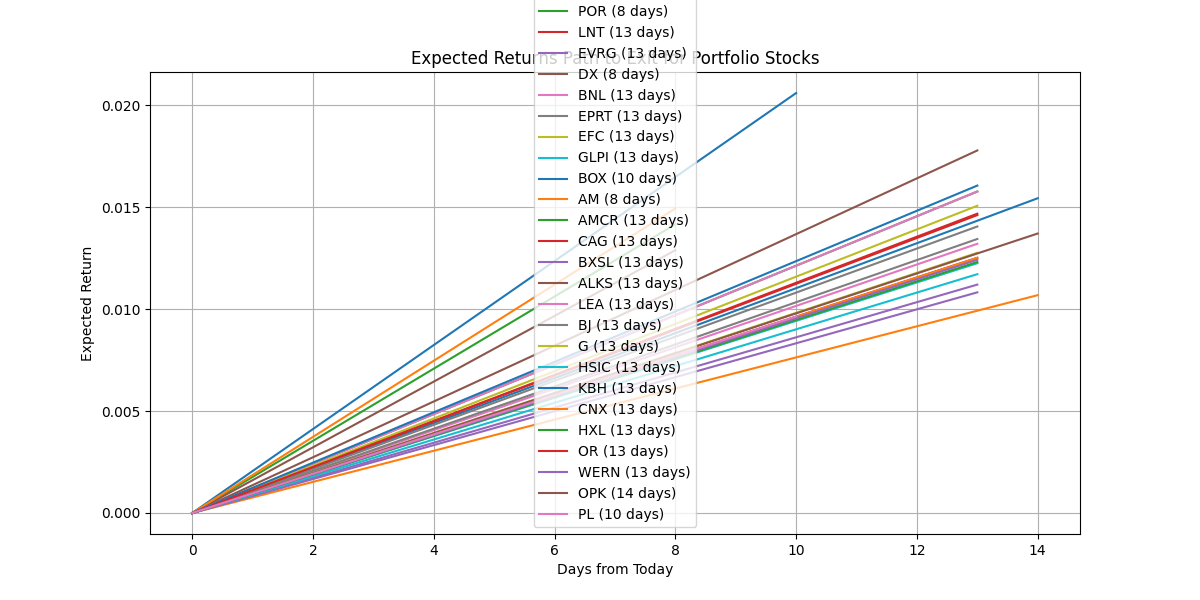 Expected Returns Path to Exit for Portfolio Stocks
POR (8 days)
LNT (13 days)
EVRG (13 days)
DX (8 days)
BNL (13 days)
EPRT (13 days)
EFC (13 days)
GLPI (13 days)
BOX (10 days)
AM (8 days)
AMCR (13 days)
CAG (13 days)
BXSL (13 days)
ALKS (13 days)
LEA (13 days)
BJ (13 days)
G (13 days)
HSIC (13 days)
KBH (13 days)
CNX (13 days)
HXL (13 days)
OR (13 days)
WERN (13 days)
OPK (14 days)
PL (10 days)
Expected Return
0.020
0.015
0.010
0.005
0.000
0 2 4 6 8 10 12 14
Days from Today